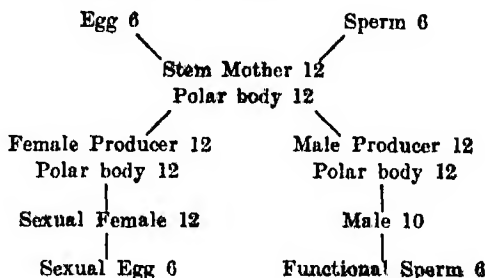 Egg 6 Sperm 6
Stem Mother 12
Polar body 12
Female Producer 12 Male Producer 12
Polar body 12 Polar body 12
Sexual Female 12 Male 10
Sexual Egg 6 Functional Sperm 6